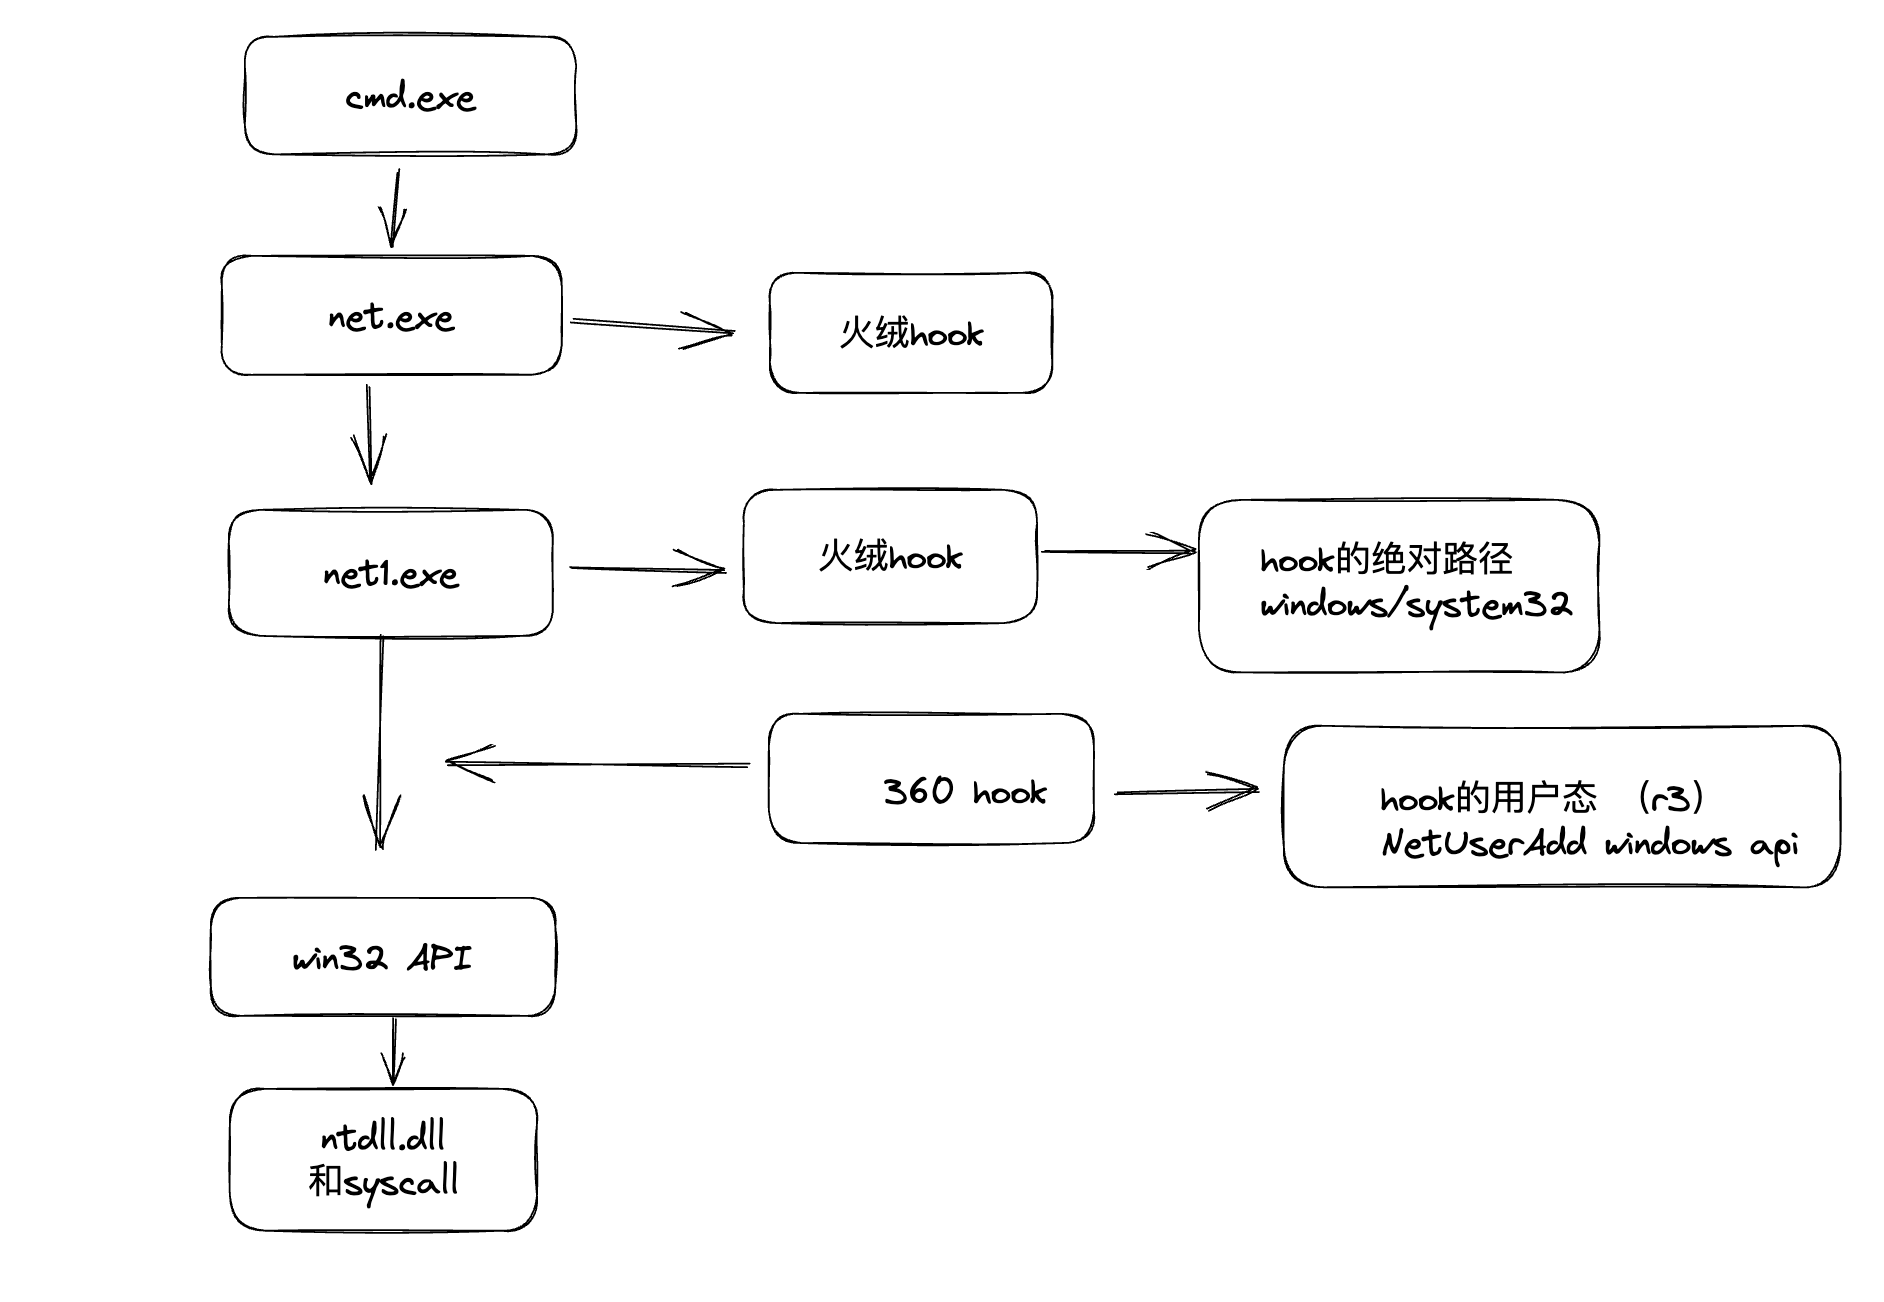 cmd.exe
net.exe
火绒hook
net1.exe
火绒hook
hook的绝对路径
windows/system32
360 hook
hook的用户态 （r3）
NetUserAdd windows api
win32 API
ntdll.dll
和syscall